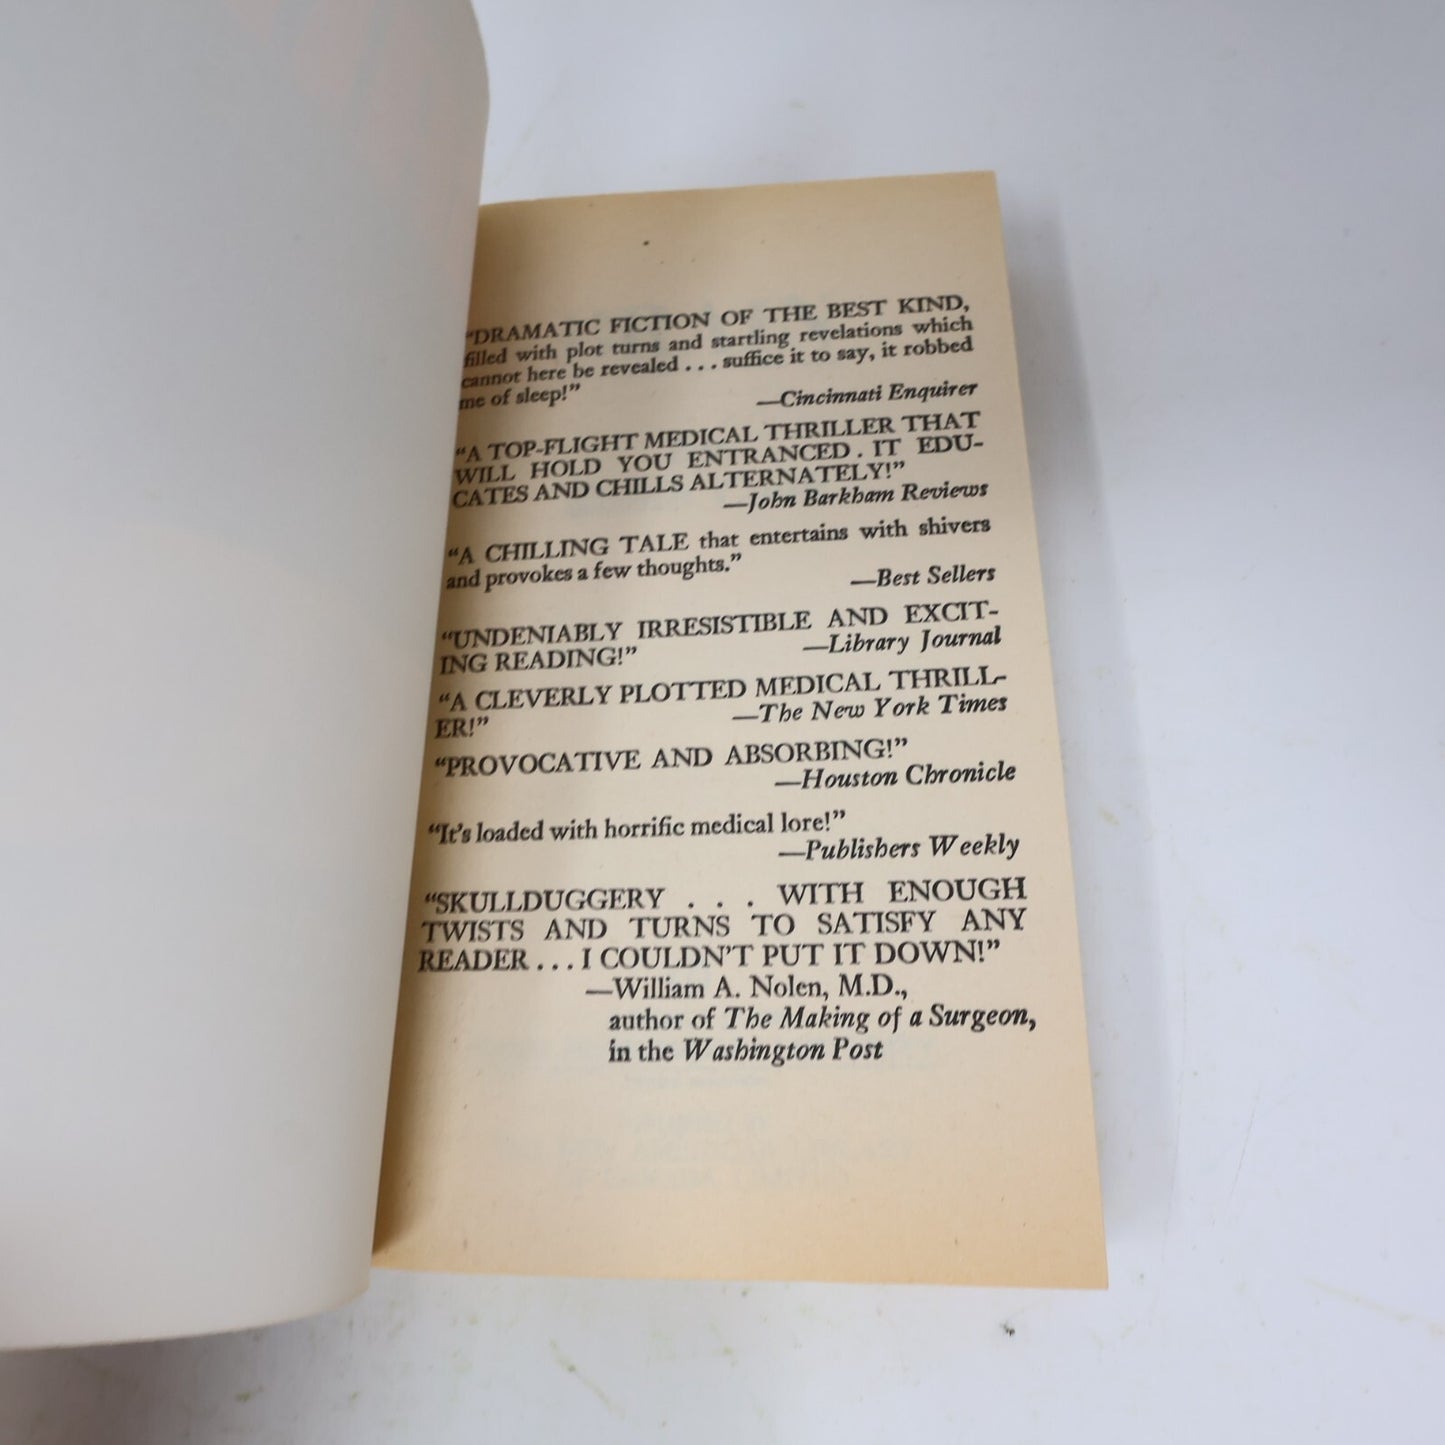 “DRAMATIC FICTION OF THE BEST KIND,
filled with plot turns and startling revelations which
cannot here be revealed . . . suffice it to say, it robbed
me of sleep!”
—Cincinnati Enquirer
“A TOP-FLIGHT MEDICAL THRILLER THAT
WILL HOLD YOU ENTRANCED. IT EDU-
CATES AND CHILLS ALTERNATELY!”
—John Barkham Reviews
“A CHILLING TALE that entertains with shivers
and provokes a few thoughts.”
—Best Sellers
“UNDENIABLY IRRESISTIBLE AND EXCIT-
ING READING!” —Library Journal
“A CLEVERLY PLOTTED MEDICAL THRILL-
ER!” —The New York Times
“PROVOCATIVE AND ABSORBING!”
—Houston Chronicle
“It’s loaded with horrific medical lore!”
—Publishers Weekly
“SKULLDUGGERY . . . WITH ENOUGH
TWISTS AND TURNS TO SATISFY ANY
READER . . . I COULDN’T PUT IT DOWN!”
—William A. Nolen, M.D.,
author of The Making of a Surgeon,
in the Washington Post